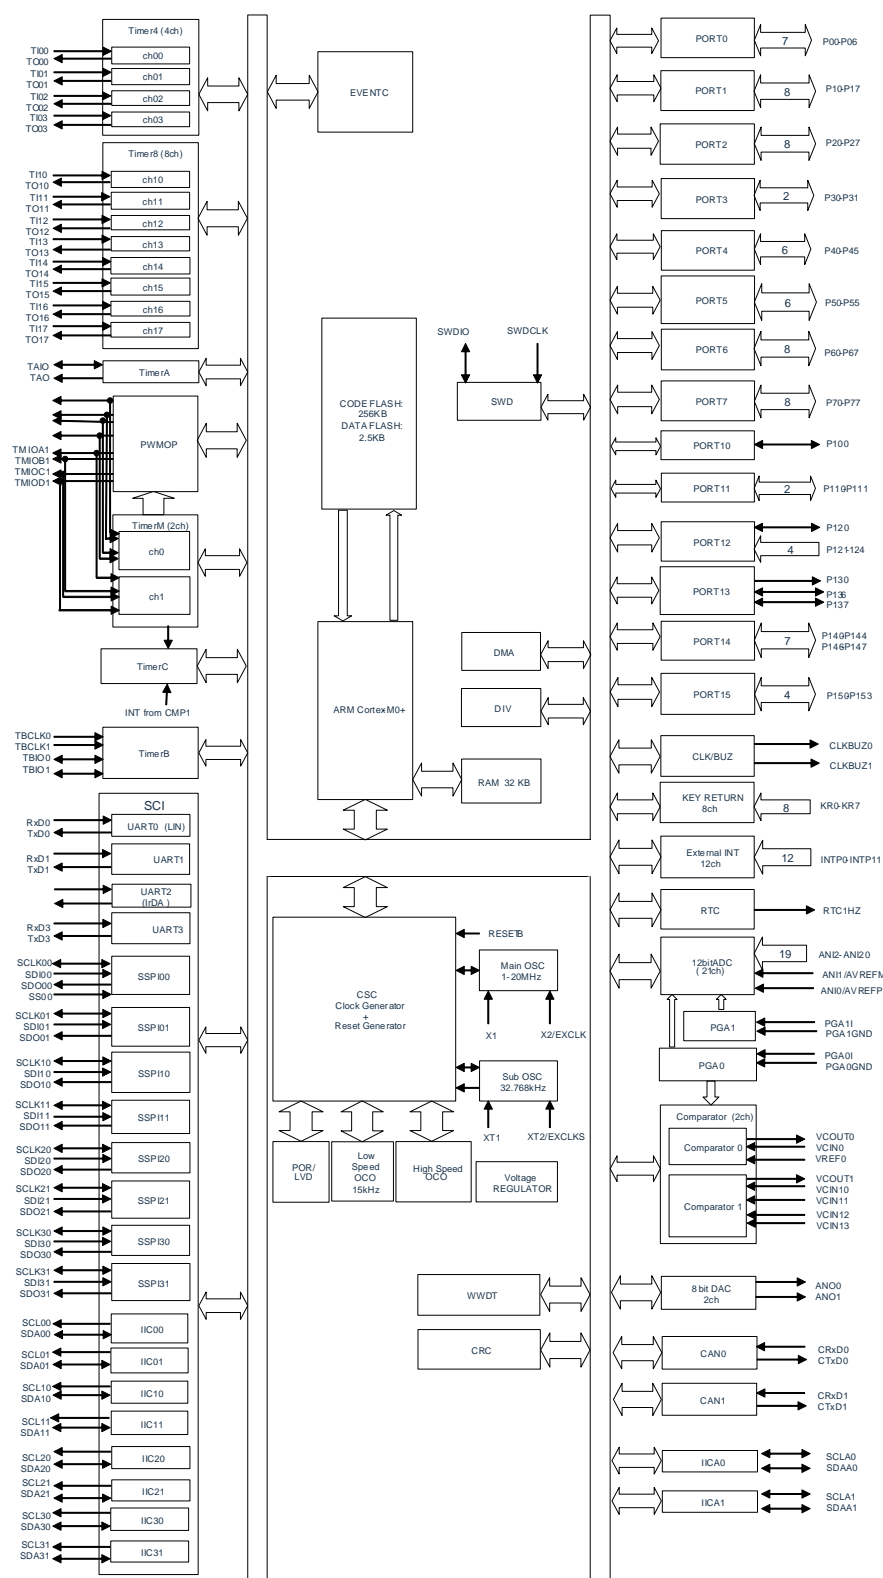 Timer4 (4ch)
TI00
TO00
ch00
TI01
TO01
ch01
TI02
TO02
ch02
TI03
TO03
ch03
Timer8 (8ch)
TI10
TO10
ch10
TI11
TO11
ch11
TI12
TO12
ch12
TI13
TO13
ch13
TI14
TO14
ch14
TI15
TO15
ch15
TI16
TO16
ch16
TI17
TO17
ch17
TAIO
TAO
TimerA
PWMOP
TMIOA1
TMIOB1
TMIOC1
TMIOD1
TimerM (2ch)
ch0
ch1
TimerC
INT from CMP1
TBCLK0
TBCLK1
TBIO0
TBIO1
TimerB
SCI
RxD0
TxD0
UART0 (LIN)
RxD1
TxD1
UART1
UART2
(IrDA)
RxD3
TxD3
UART3
SCLK00
SDI00
SDO00
SS00
SSPI00
SCLK01
SDI01
SDO01
SSPI01
SCLK10
SDI10
SDO10
SSPI10
SCLK11
SDI11
SDO11
SSPI11
SCLK20
SDI20
SDO20
SSPI20
SCLK21
SDI21
SDO21
SSPI21
SCLK30
SDI30
SDO30
SSPI30
SCLK31
SDI31
SDO31
SSPI31
SCL00
SDA00
IIC00
SCL01
SDA01
IIC01
SCL10
SDA10
IIC10
SCL11
SDA11
IIC11
SCL20
SDA20
IIC20
SCL21
SDA21
IIC21
SCL30
SDA30
IIC30
SCL31
SDA31
IIC31
EVENTC
CODE FLASH:
256KB
DATA FLASH:
2.5KB
SWDIO
SWDCLK
SWD
ARM Cortex-M0+
DMA
DIV
RAM 32 KB
CSC
Clock Generator
+
Reset Generator
RESETB
Main OSC
1-20MHz
X1
X2/EXCLK
Sub OSC
32.768kHz
XT1
XT2/EXCLKS
POR/
LVD
Low
Speed
OCO
15kHz
High Speed
OCO
Voltage
REGULATOR
WWDT
CRC
PORT0
7
P00-P06
PORT1
8
P10-P17
PORT2
8
P20-P27
PORT3
2
P30-P31
PORT4
6
P40-P45
PORT5
6
P50-P55
PORT6
8
P60-P67
PORT7
8
P70-P77
PORT10
P100
PORT11
2
P110-P111
PORT12
P120
4
P121-124
PORT13
P130
P136
P137
PORT14
7
P140-P144
P146-P147
PORT15
4
P150-P153
CLK/BUZ
CLKBUZ0
CLKBUZ1
KEY RETURN
8ch
8
KR0-KR7
External INT
12ch
12
INTP0-INTP11
RTC
RTC1HZ
12bitADC
(21ch)
19
ANI2-ANI20
ANI1/AVREFM
ANI0/AVREFP
PGA1
PGA1I
PGA1GND
PGA0
PGA0I
PGA0GND
Comparator (2ch)
Comparator 0
VCOUT0
VCIN0
VREF0
Comparator 1
VCOUT1
VCIN10
VCIN11
VCIN12
VCIN13
8bit DAC
2ch
ANO0
ANO1
CAN0
CRxD0
CTxD0
CAN1
CRxD1
CTxD1
IICA0
SCLA0
SDAA0
IICA1
SCLA1
SDAA1